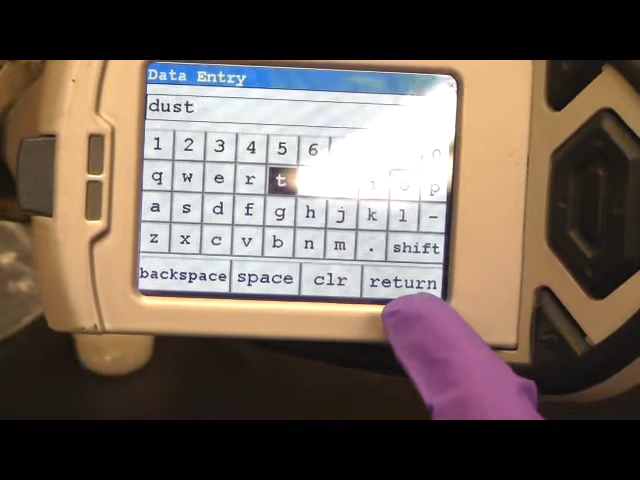 Data Entry
dust
1 2 3 4 5 6
q w e r t o p
a s d f g h j k l -
z x c v b n m . shift
backspace space clr return